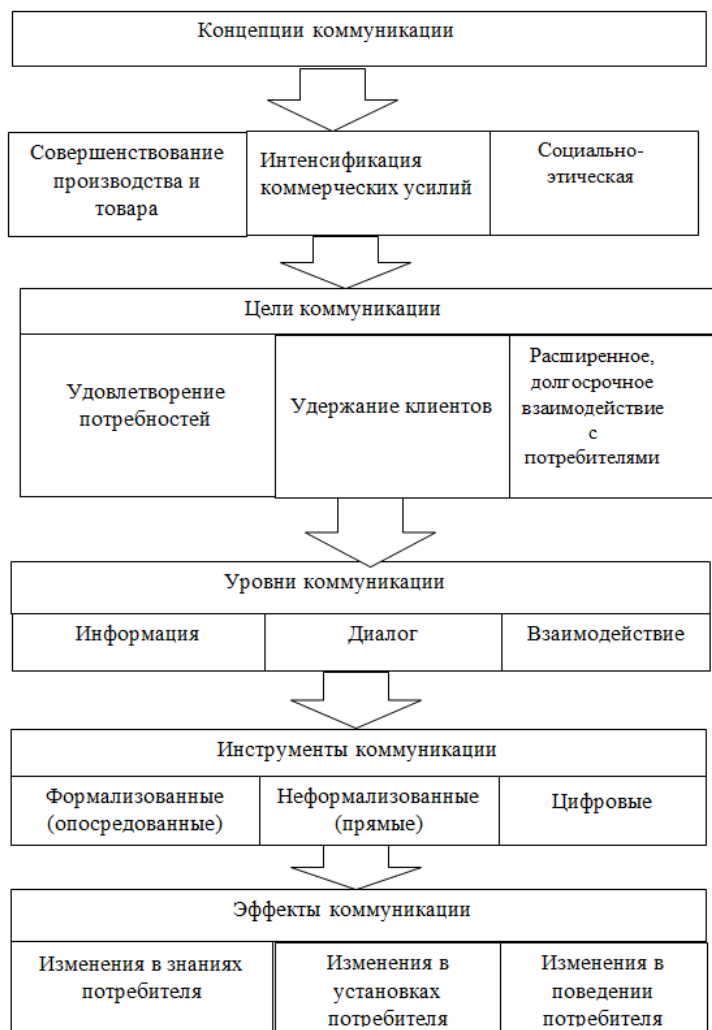 Концепции коммуникации
Совершенствование
производства и
товара
Интенсификация
коммерческих усилий
Социально-
этическая
Цели коммуникации
Удовлетворение
потребностей
Удержание клиентов
Расширенное,
долгосрочное
взаимодействие
с
потребителями
Уровни коммуникации
Информация
Диалог
Взаимодействие
Инструменты коммуникации
Формализованные
(опосредованные)
Неформализованные
(прямые)
Цифровые
Эффекты коммуникации
Изменения в знаниях
потребителя
Изменения в
установках
потребителя
Изменения в
поведении
потребителя